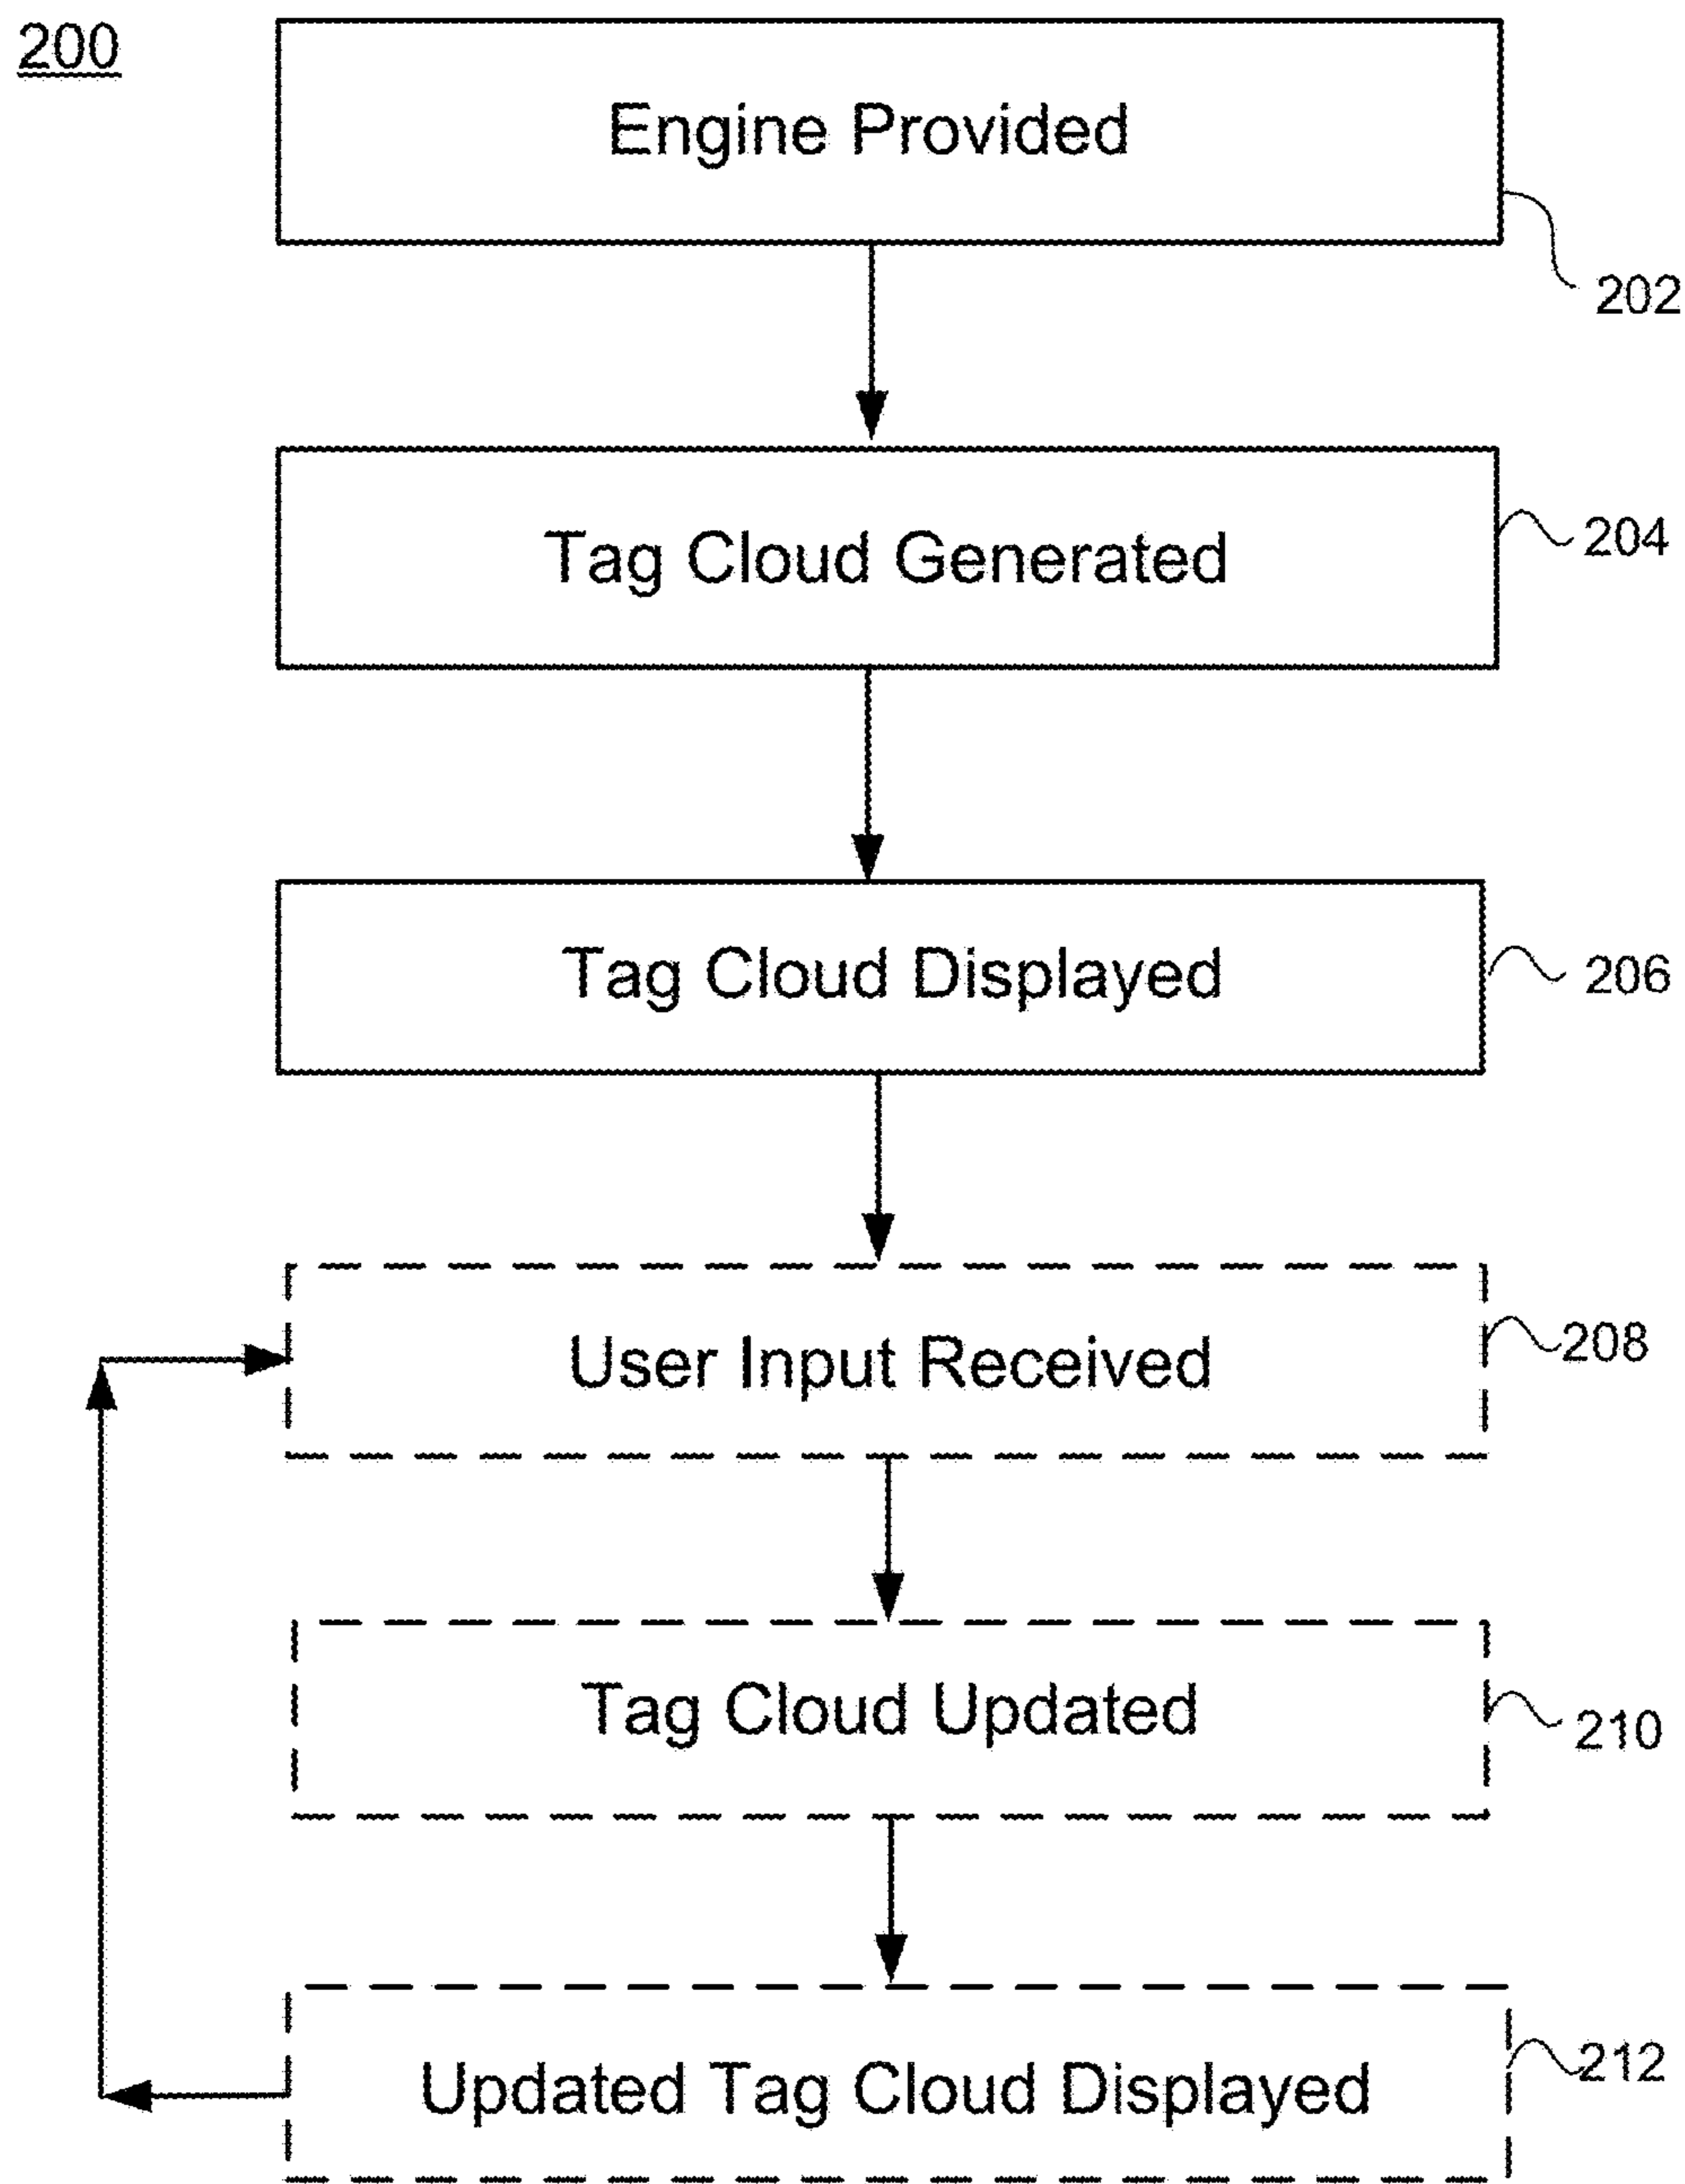 200
Engine Provided
202
Tag Cloud Generated
204
Tag Cloud Displayed
206
User Input Received
208
Tag Cloud Updated
210
Updated Tag Cloud Displayed
212